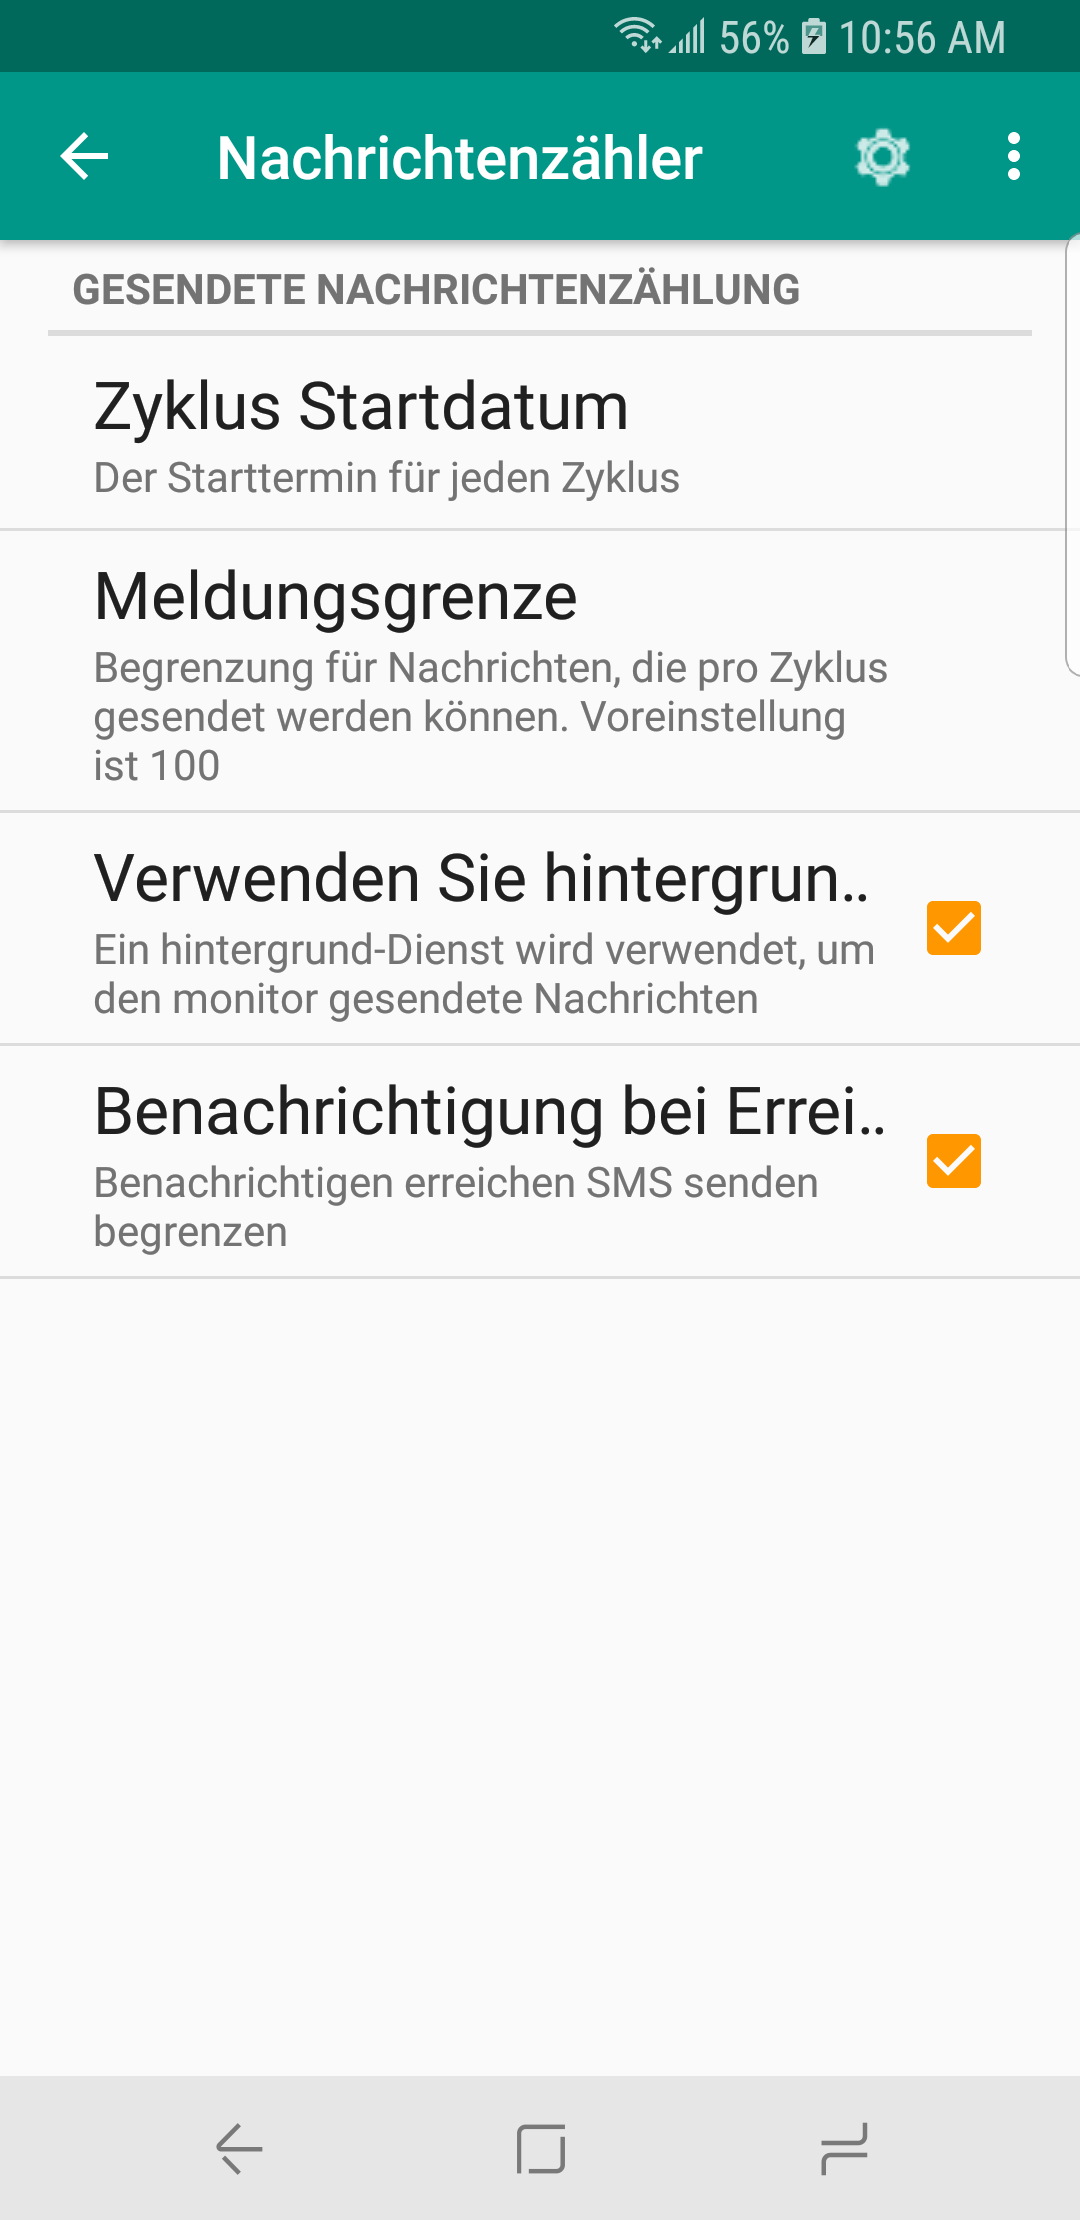 56% 10:56 AM
Nachrichtenzähler
GESENDETE NACHRICHTENZÄHLUNG
Zyklus Startdatum
Der Starttermin für jeden Zyklus
Meldungsgrenze
Begrenzung für Nachrichten, die pro Zyklus
gesendet werden können. Voreinstellung
ist 100
Verwenden Sie hintergrun..
Ein hintergrund-Dienst wird verwendet, um
den monitor gesendete Nachrichten
Benachrichtigung bei Errei..
Benachrichtigen erreichen SMS senden
begrenzen